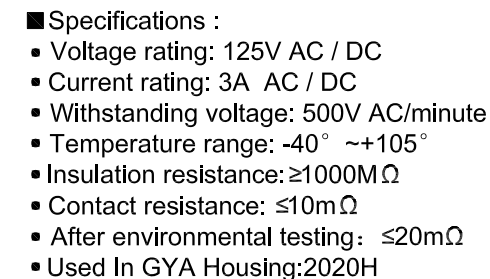 ■Specifications :
• Voltage rating: 125V AC / DC
• Current rating: 3A  AC / DC
• Withstanding voltage: 500V AC/minute
• Temperature range: -40° ~+105°
• Insulation resistance:≥1000MΩ
• Contact resistance: ≤10mΩ
• After environmental testing： ≤20mΩ
• Used In GYA Housing:2020H